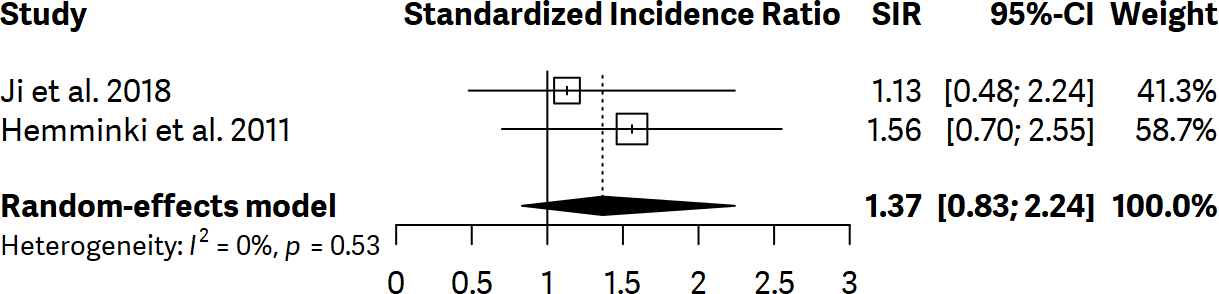 Study Standardized Incidence Ratio SIR 95%-CI Weight
Ji et al. 2018 1.13 [0.48; 2.24] 41.3%
Hemminki et al. 2011 1.56 [0.70; 2.55] 58.7%
Random-effects model 1.37 [0.83; 2.24] 100.0%
Heterogeneity: I² = 0%, p = 0.53
0 0.5 1 1.5 2 2.5 3